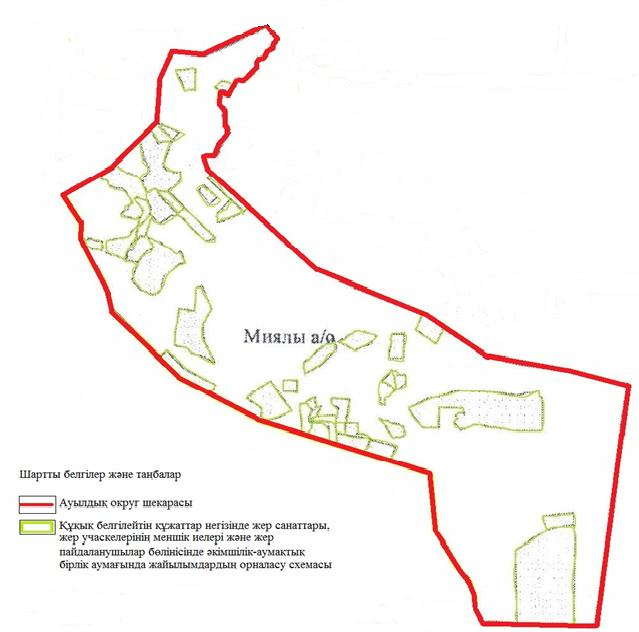 Миялы а/о
Шартты белгілер және таңбалар
Ауылдық округ шекарасы
Құқық белгілейтін құжаттар негізінде жер санаттары,
жер учаскелерінің меншік иелері және жер
пайдаланушылар бөлінісінде әкімшілік-аумақтық
бірлік аумағында жайылымдардын орналасу схемасы